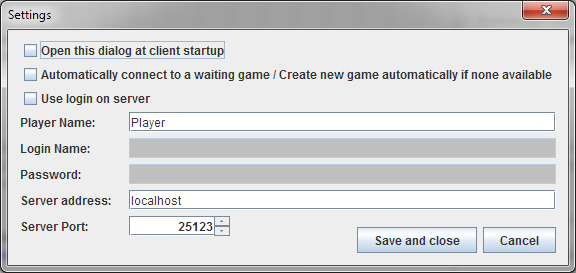 Settings
Open this dialog at client startup
Automatically connect to a waiting game / Create new game automatically if none available
Use login on server
Player Name: Player
Login Name:
Password:
Server address: localhost
Server Port: 25123
Save and close Cancel